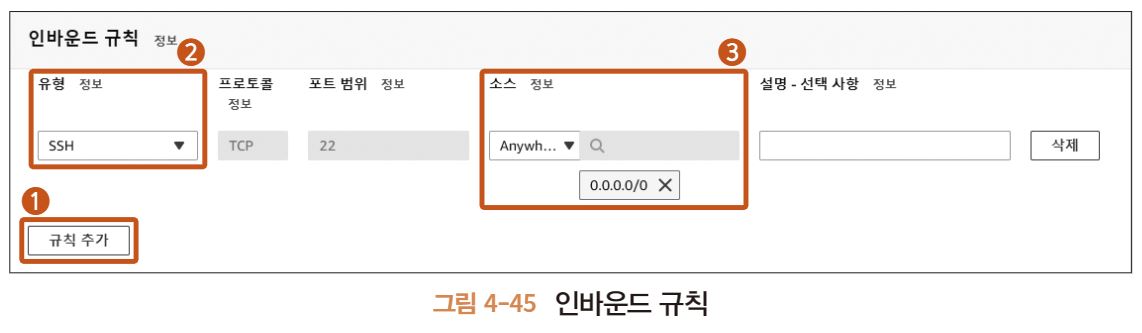 인바운드 규칙 정보
2
3
유형 정보
프로토콜
정보
포트 범위 정보
소스 정보
설명 - 선택 사항 정보
SSH
TCP
22
Anywh...
삭제
0.0.0.0/0
1
규칙 추가
그림 4-45 인바운드 규칙